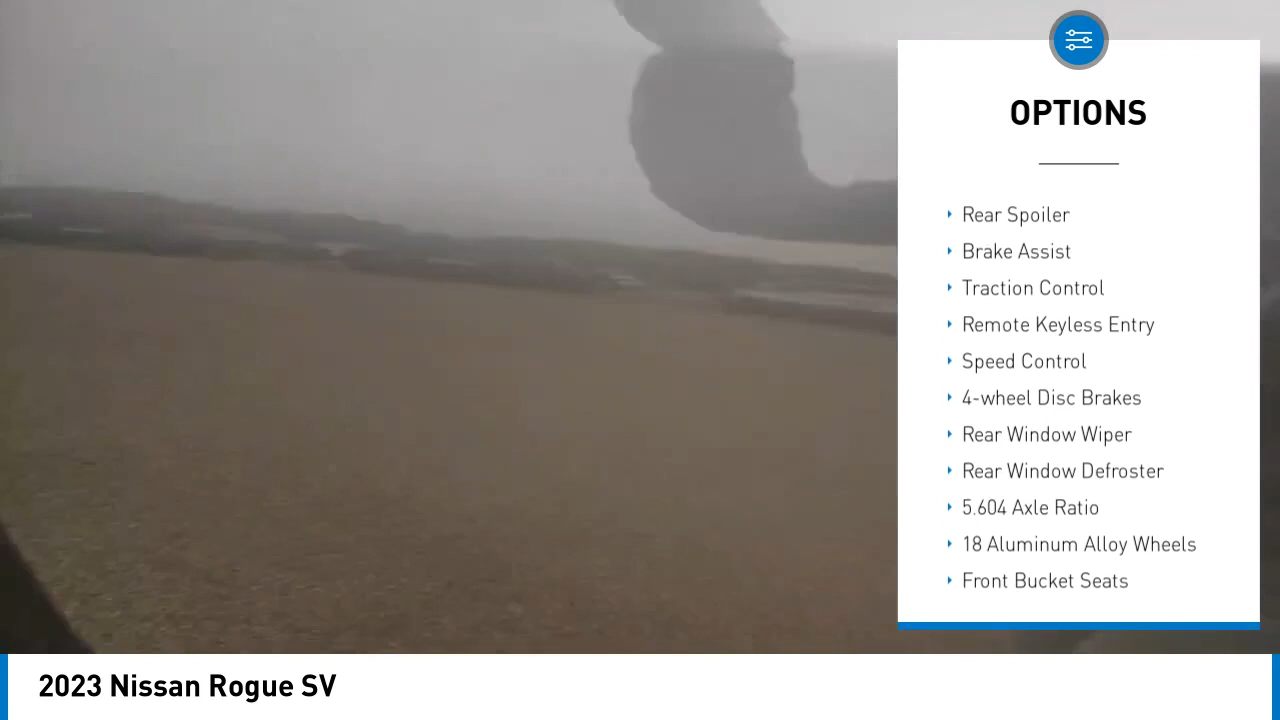 OPTIONS
Rear Spoiler
Brake Assist
Traction Control
Remote Keyless Entry
Speed Control
4-wheel Disc Brakes
Rear Window Wiper
Rear Window Defroster
5.604 Axle Ratio
18 Aluminum Alloy Wheels
Front Bucket Seats
2023 Nissan Rogue SV